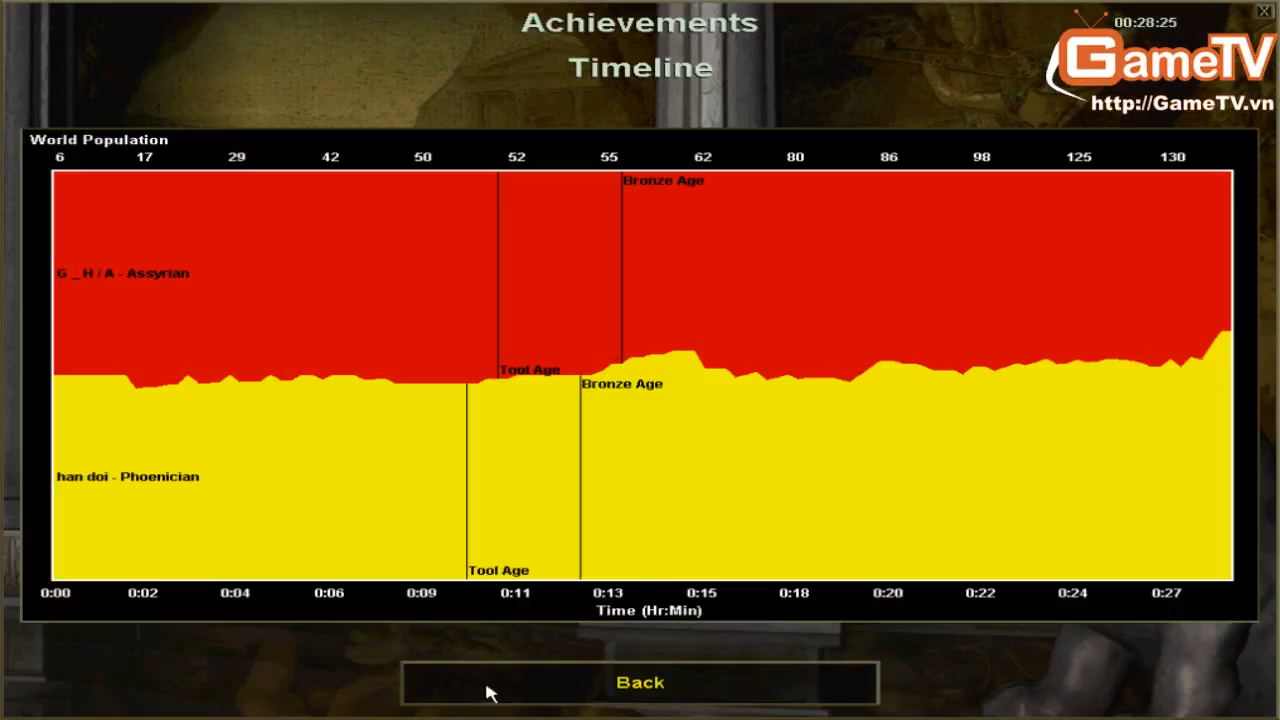 Achievements
Timeline
00:28:25
GameTV
http://GameTV.vn
World Population
6 17 29 42 50 52 55 62 80 86 98 125 130
Bronze Age
G _ H / A - Assyrian
Tool Age
Bronze Age
han doi - Phoenician
Tool Age
0:00 0:02 0:04 0:06 0:09 0:11 0:13 0:15 0:18 0:20 0:22 0:24 0:27
Time (Hr:Min)
Back